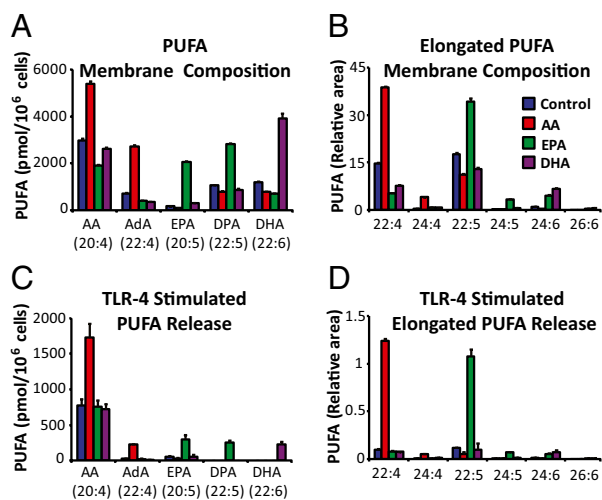 A
PUFA
Membrane Composition
PUFA (pmol/10⁶ cells)
6000
4000
2000
0
AA AdA EPA DPA DHA
(20:4) (22:4) (20:5) (22:5) (22:6)
B
Elongated PUFA
Membrane Composition
PUFA (Relative area)
45
30
15
0
Control
AA
EPA
DHA
22:4 24:4 22:5 24:5 24:6 26:6
C
TLR-4 Stimulated
PUFA Release
PUFA (pmol/10⁶ cells)
2000
1500
1000
500
0
AA AdA EPA DPA DHA
(20:4) (22:4) (20:5) (22:5) (22:6)
D
TLR-4 Stimulated
Elongated PUFA Release
PUFA (Relative area)
1.5
1
0.5
0
22:4 24:4 22:5 24:5 24:6 26:6